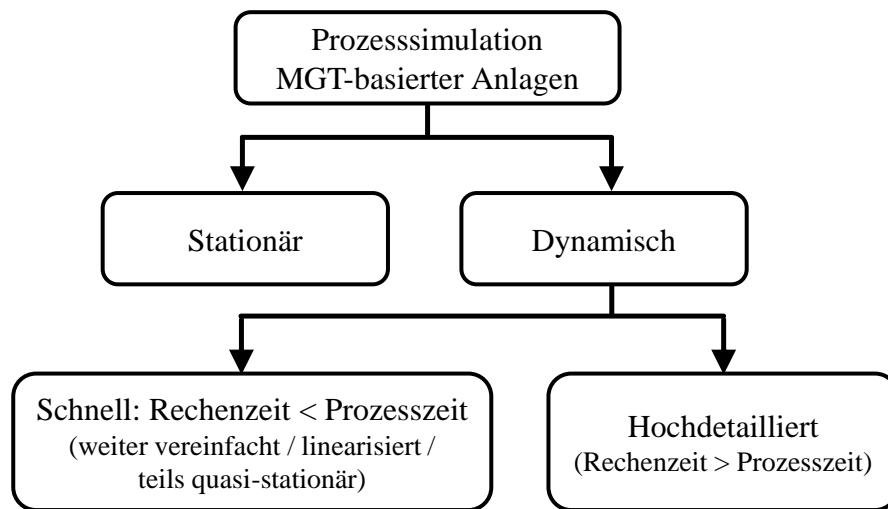 Prozesssimulation
MGT-basierter Anlagen
Stationär
Dynamisch
Schnell: Rechenzeit < Prozesszeit
(weiter vereinfacht / linearisiert /
teils quasi-stationär)
Hochdetailliert
(Rechenzeit > Prozesszeit)